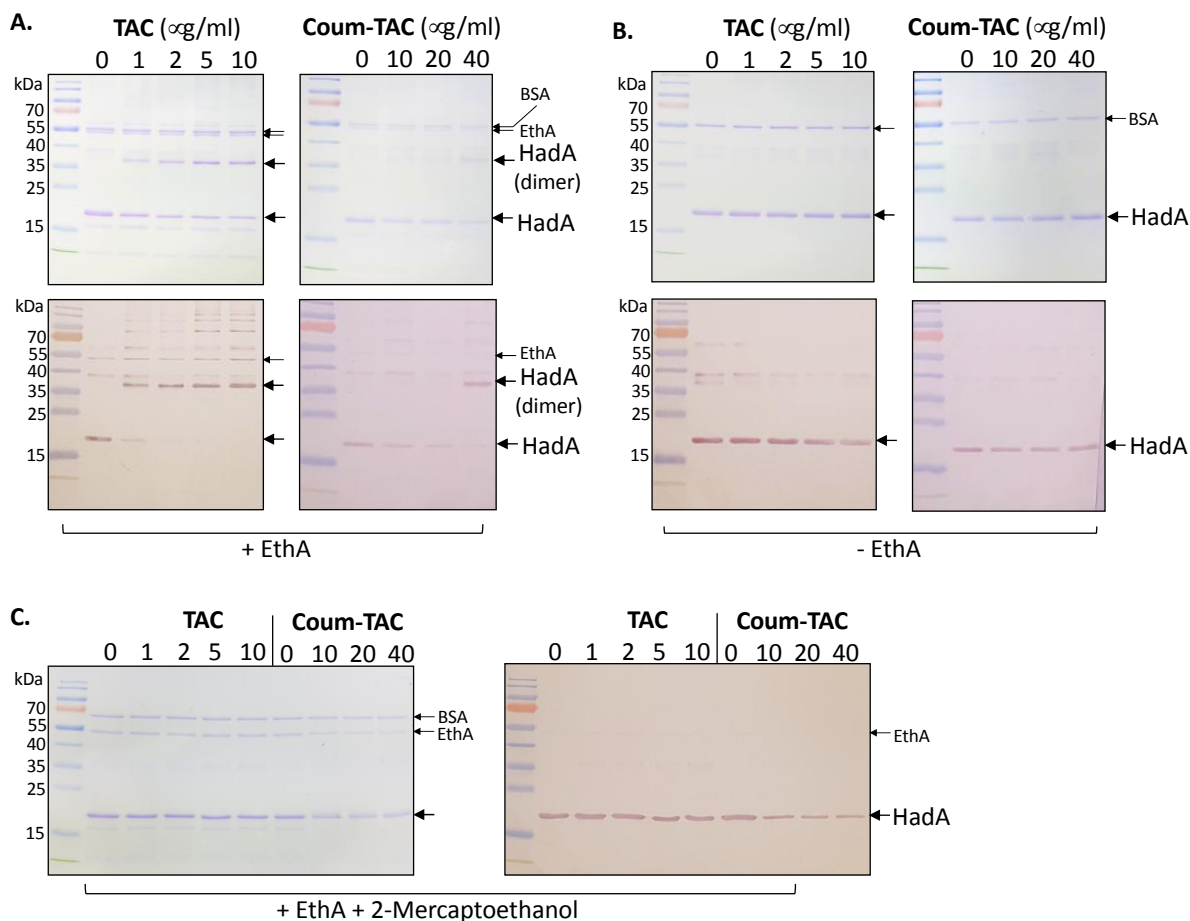 A.
TAC (∝g/ml)
Coum-TAC (∝g/ml)
0 1 2 5 10
0 10 20 40
kDa
70
55
40
35
25
15
BSA
EthA
HadA
(dimer)
HadA
kDa
70
55
40
35
25
15
EthA
HadA
(dimer)
HadA
+ EthA
B.
TAC (∝g/ml)
Coum-TAC (∝g/ml)
0 1 2 5 10
0 10 20 40
kDa
70
55
40
35
25
15
BSA
HadA
kDa
70
55
40
35
25
15
HadA
- EthA
C.
TAC
Coum-TAC
0 1 2 5 10 0 10 20 40
kDa
70
55
40
35
25
15
BSA
EthA
TAC
Coum-TAC
0 1 2 5 10 0 10 20 40
EthA
HadA
+ EthA + 2-Mercaptoethanol